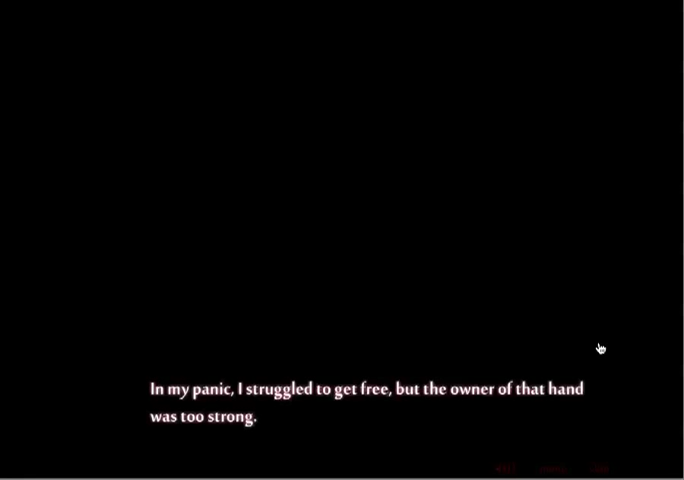 In my panic, I struggled to get free, but the owner of that hand
was too strong.